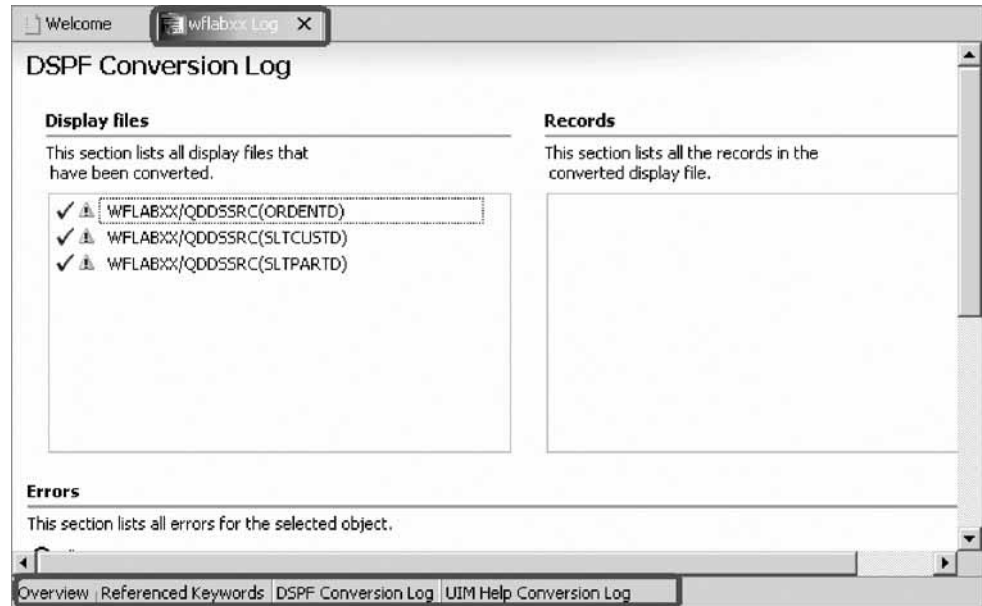 Welcome wflabxx Log
DSPF Conversion Log
Display files
This section lists all display files that
have been converted.
WFLABXX/QDDSSRC(ORDENTD)
WFLABXX/QDDSSRC(SLTCUSTD)
WFLABXX/QDDSSRC(SLTPARTD)
Records
This section lists all the records in the
converted display file.
Errors
This section lists all errors for the selected object.
Overview Referenced Keywords DSPF Conversion Log UIM Help Conversion Log